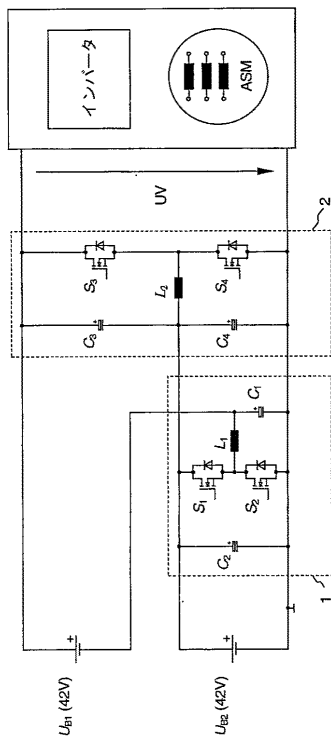 インバータ
ASM
UV
2
S3
S4
L2
C3
C4
C1
L1
S1
S2
C2
1
+
UB1 (42V)
+
UB2 (42V)